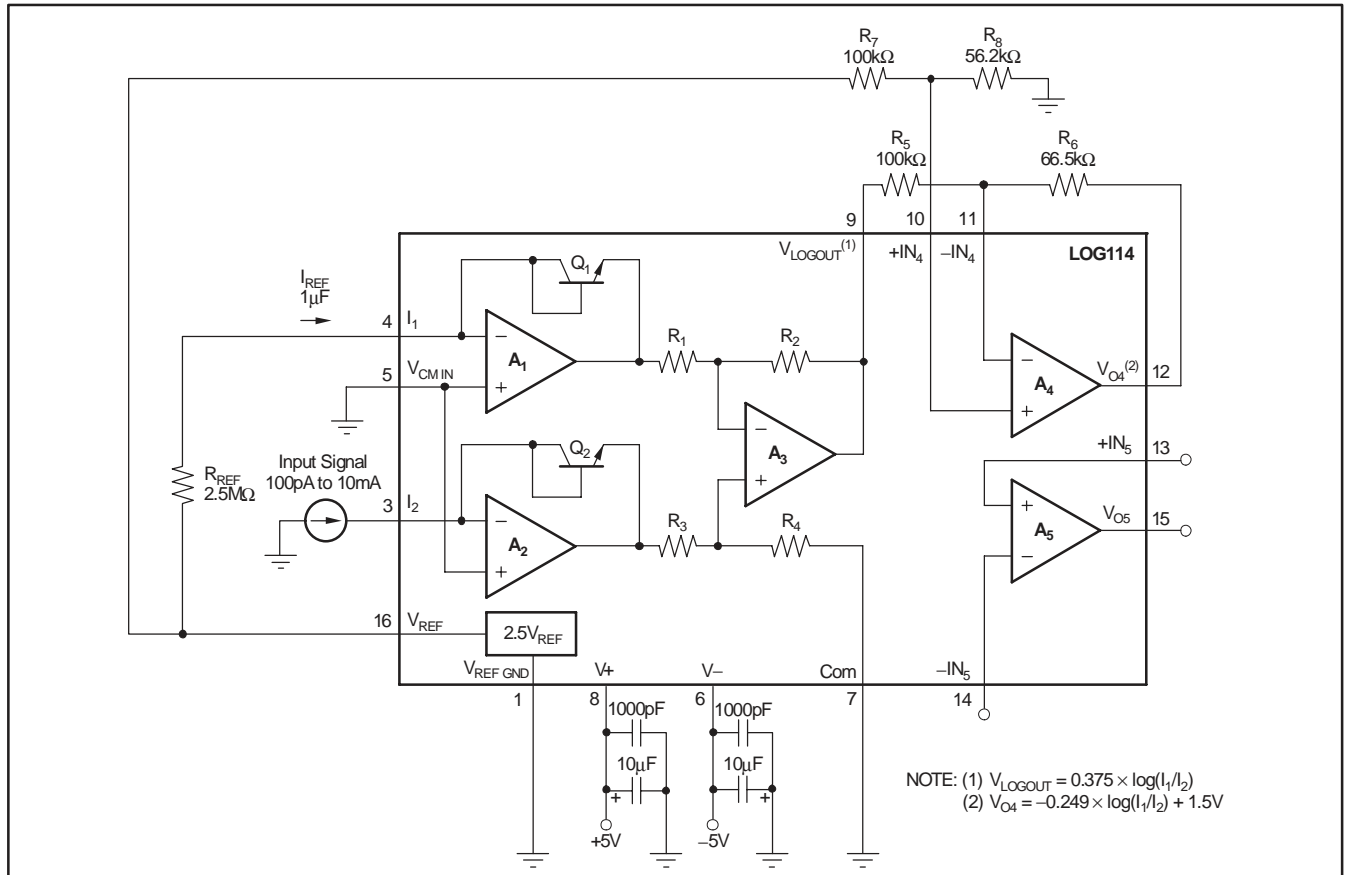 R7
100kΩ
R8
56.2kΩ
R5
100kΩ
R6
66.5kΩ
9
10
11
VLOGOUT(1)
+IN4
−IN4
LOG114
Q1
IREF
1µF
4
I1
R1
R2
A1
5
VCM IN
A4
VO4(2)
12
A3
+IN5
13
Q2
Input Signal
100pA to 10mA
RREF
2.5MΩ
3
I2
R3
R4
A2
A5
VO5
15
16
VREF
2.5VREF
VREF GND
V+
V−
Com
−IN5
1
8
6
7
14
1000pF
1000pF
10µF
10µF
+
+
+5V
−5V
NOTE: (1) VLOGOUT = 0.375 × log(I1/I2)
(2) VO4 = −0.249 × log(I1/I2) + 1.5V